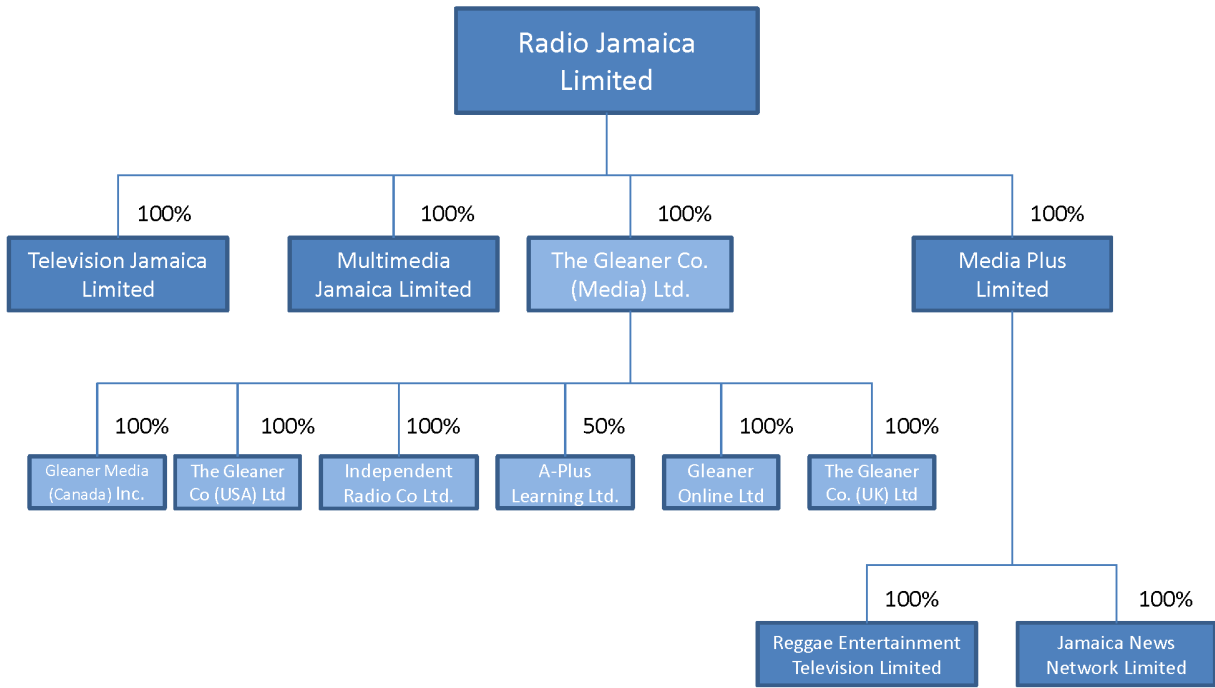 Radio Jamaica
Limited
100%
100%
100%
100%
Television Jamaica
Limited
Multimedia
Jamaica Limited
The Gleaner Co.
(Media) Ltd.
Media Plus
Limited
100%
100%
100%
50%
100%
100%
Gleaner Media
(Canada) Inc.
The Gleaner
Co (USA) Ltd
Independent
Radio Co Ltd.
A-Plus
Learning Ltd.
Gleaner
Online Ltd
The Gleaner
Co. (UK) Ltd
100%
100%
Reggae Entertainment
Television Limited
Jamaica News
Network Limited